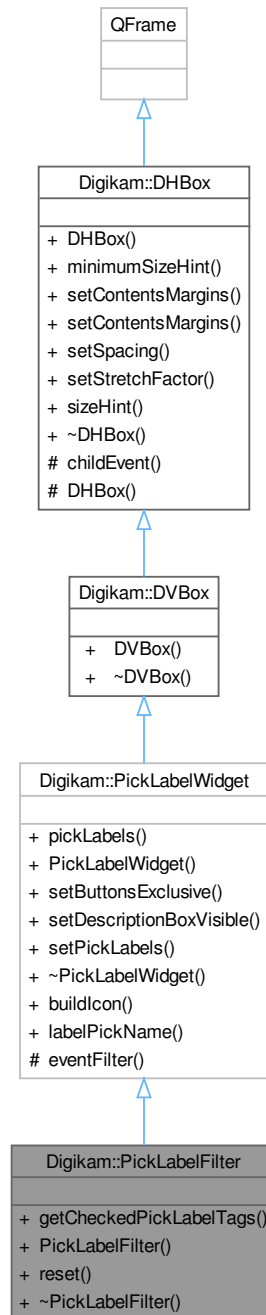 QFrame
Digikam::DHBox
+ DHBox()
+ minimumSizeHint()
+ setContentsMargins()
+ setContentsMargins()
+ setSpacing()
+ setStretchFactor()
+ sizeHint()
+ ~DHBox()
# childEvent()
# DHBox()
Digikam::DVBox
+ DVBox()
+ ~DVBox()
Digikam::PickLabelWidget
+ pickLabels()
+ PickLabelWidget()
+ setButtonsExclusive()
+ setDescriptionBoxVisible()
+ setPickLabels()
+ ~PickLabelWidget()
+ buildIcon()
+ labelPickName()
# eventFilter()
Digikam::PickLabelFilter
+ getCheckedPickLabelTags()
+ PickLabelFilter()
+ reset()
+ ~PickLabelFilter()